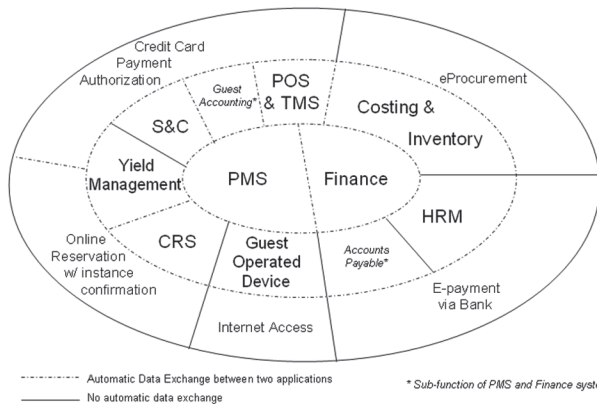 Credit Card
Payment
Authorization
eProcurement
Guest
Accounting*
POS
& TMS
Costing &
Inventory
S&C
Yield
Management
PMS
Finance
HRM
CRS
Guest
Operated
Device
Accounts
Payable*
Online
Reservation
w/ instance
confirmation
E-payment
via Bank
Internet Access
Automatic Data Exchange between two applications
No automatic data exchange
* Sub-function of PMS and Finance syste